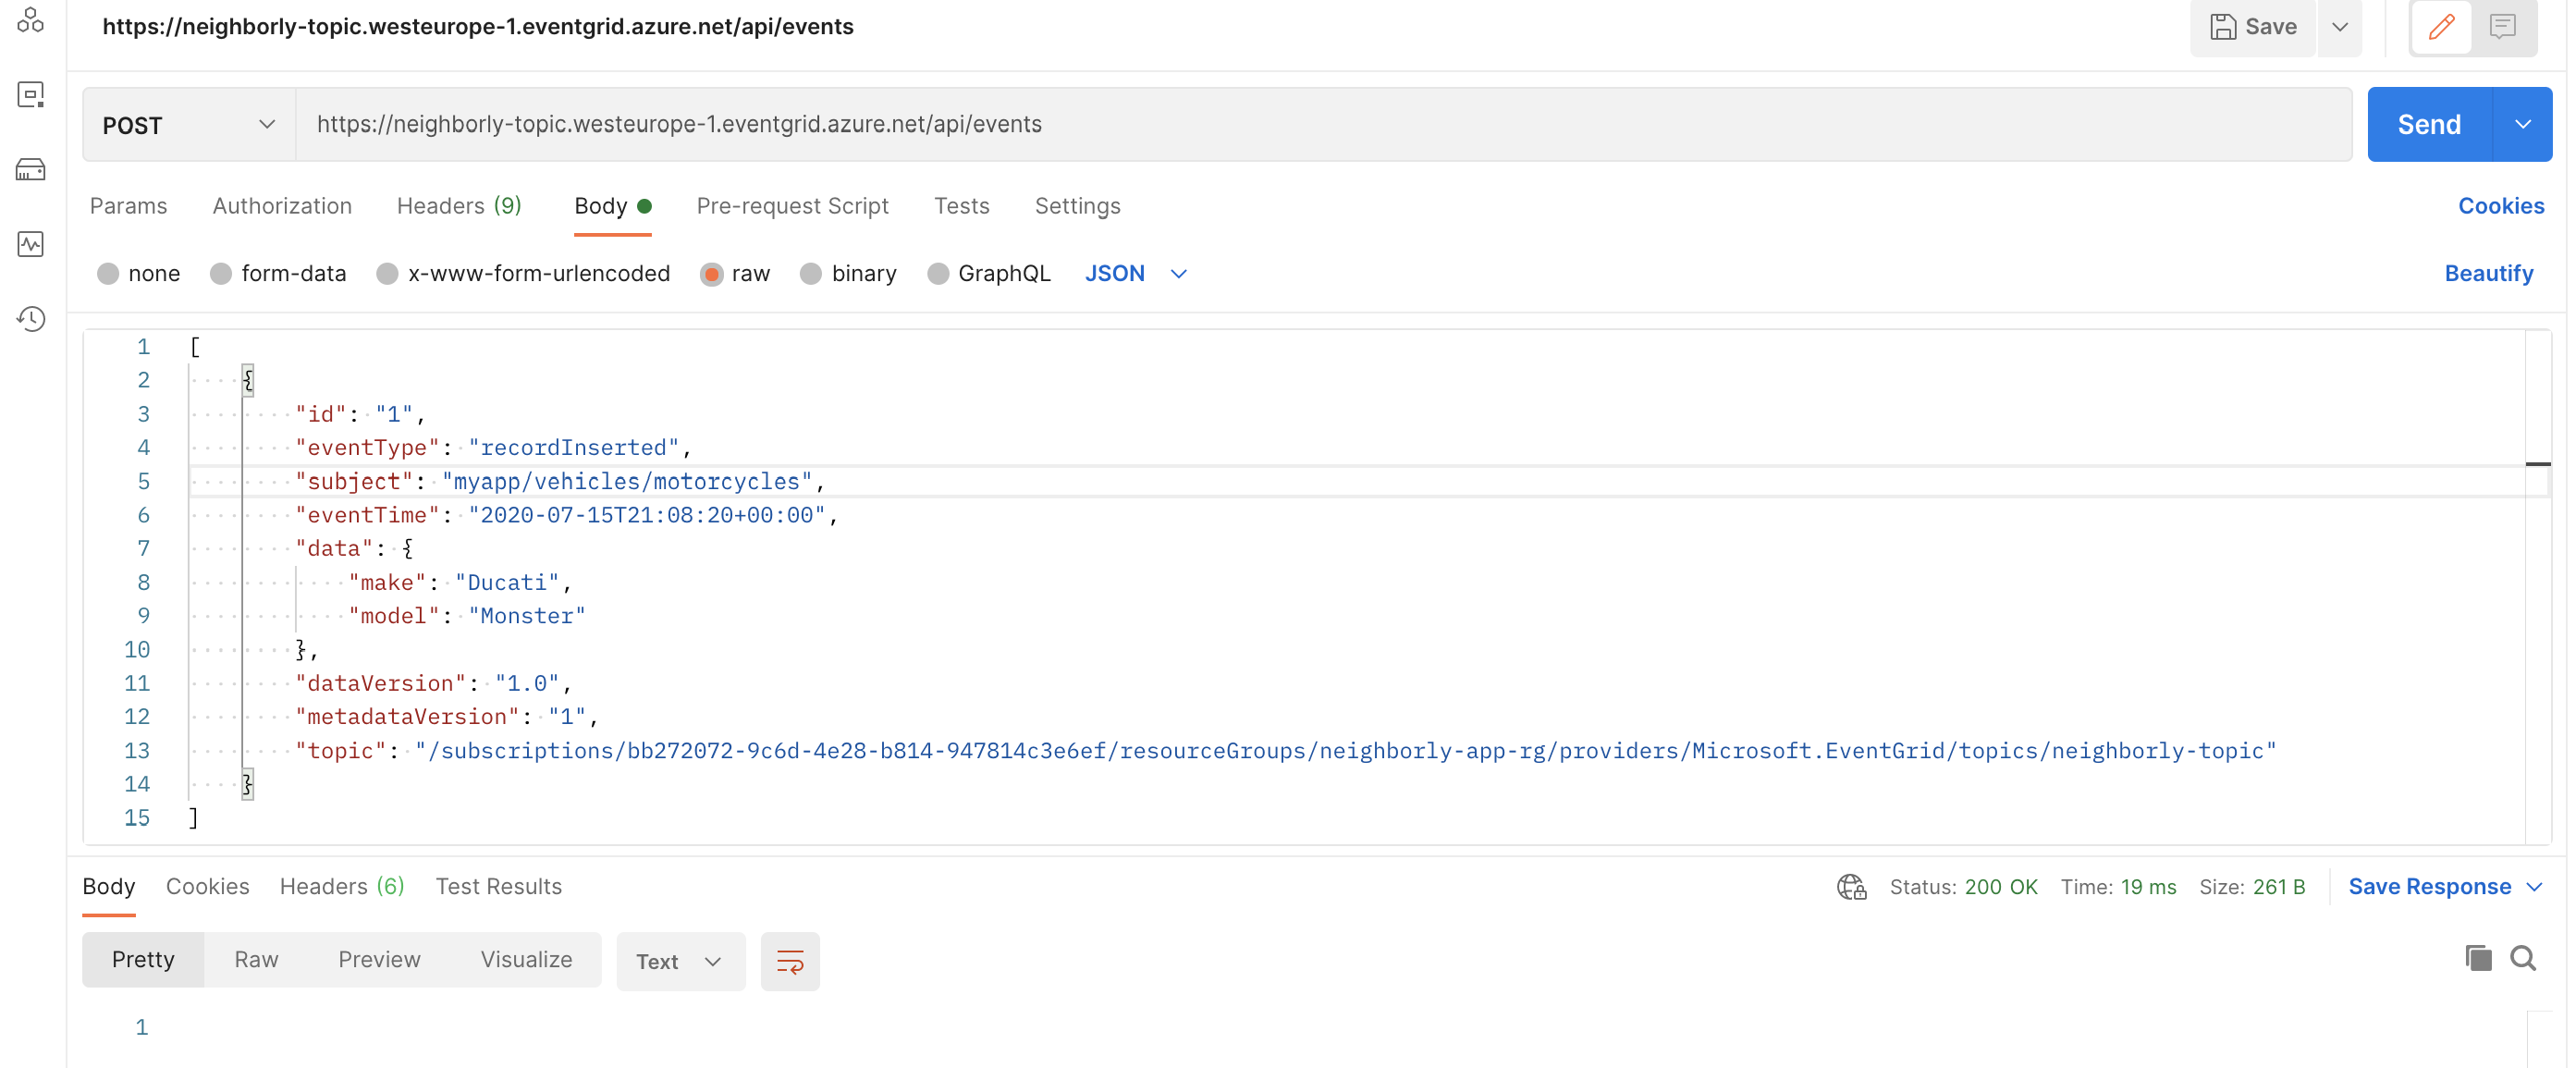 https://neighborly-topic.westeurope-1.eventgrid.azure.net/api/events
Save
POST
https://neighborly-topic.westeurope-1.eventgrid.azure.net/api/events
Send
Params Authorization Headers (9) Body Pre-request Script Tests Settings Cookies
none form-data x-www-form-urlencoded raw binary GraphQL JSON Beautify
1 [
2 {
3 "id": "1",
4 "eventType": "recordInserted",
5 "subject": "myapp/vehicles/motorcycles",
6 "eventTime": "2020-07-15T21:08:20+00:00",
7 "data": {
8 "make": "Ducati",
9 "model": "Monster"
10 },
11 "dataVersion": "1.0",
12 "metadataVersion": "1",
13 "topic": "/subscriptions/bb272072-9c6d-4e28-b814-947814c3e6ef/resourceGroups/neighborly-app-rg/providers/Microsoft.EventGrid/topics/neighborly-topic"
14 }
15 ]
Body Cookies Headers (6) Test Results Status: 200 OK Time: 19 ms Size: 261 B Save Response
Pretty Raw Preview Visualize Text
1